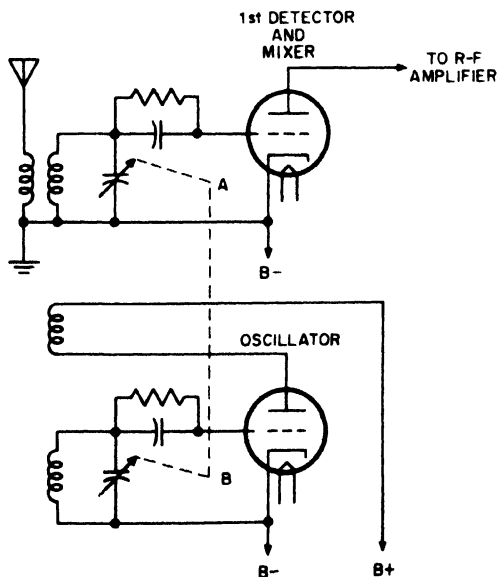 1st DETECTOR
AND
MIXER
TO R-F
AMPLIFIER
A
B-
OSCILLATOR
B
B-
B+